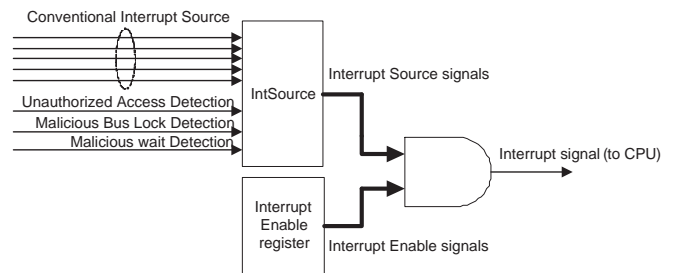 Conventional Interrupt Source
Interrupt Source signals
IntSource
Unauthorized Access Detection
Malicious Bus Lock Detection
Malicious wait Detection
Interrupt signal (to CPU)
Interrupt
Enable
register
Interrupt Enable signals